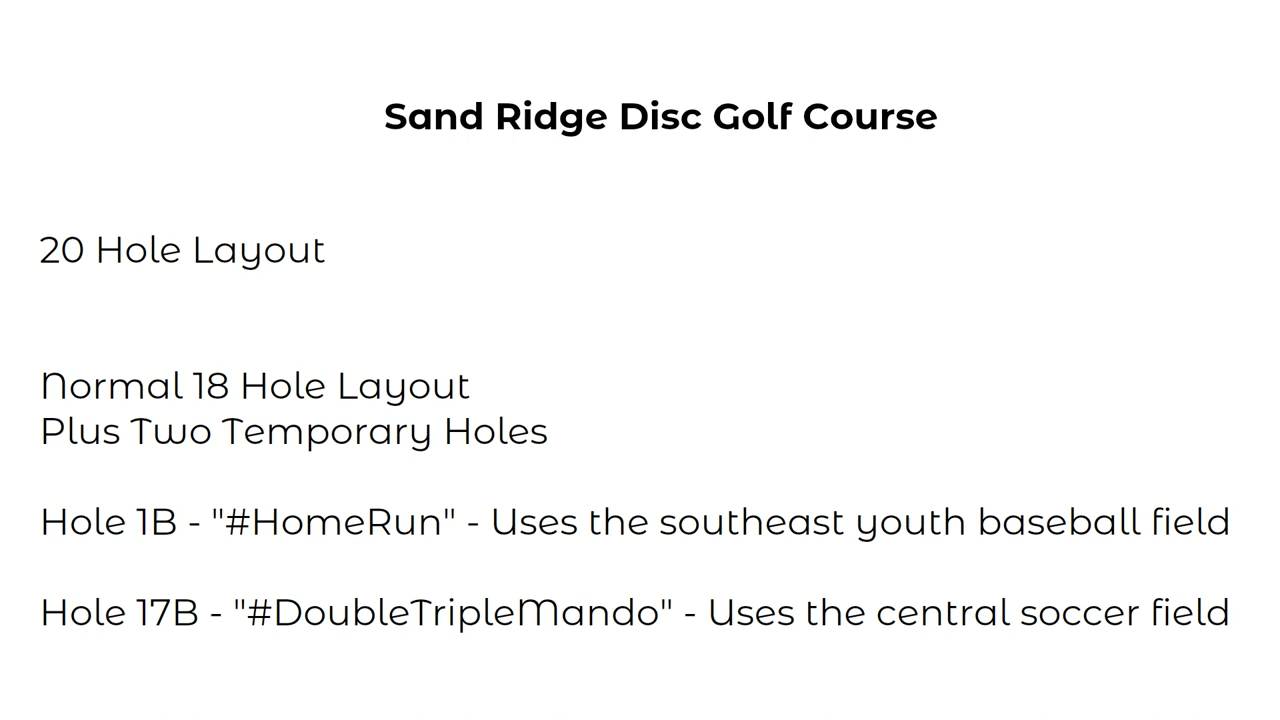 Sand Ridge Disc Golf Course
20 Hole Layout
Normal 18 Hole Layout
Plus Two Temporary Holes
Hole 1B - "#HomeRun" - Uses the southeast youth baseball field
Hole 17B - "#DoubleTripleMando" - Uses the central soccer field